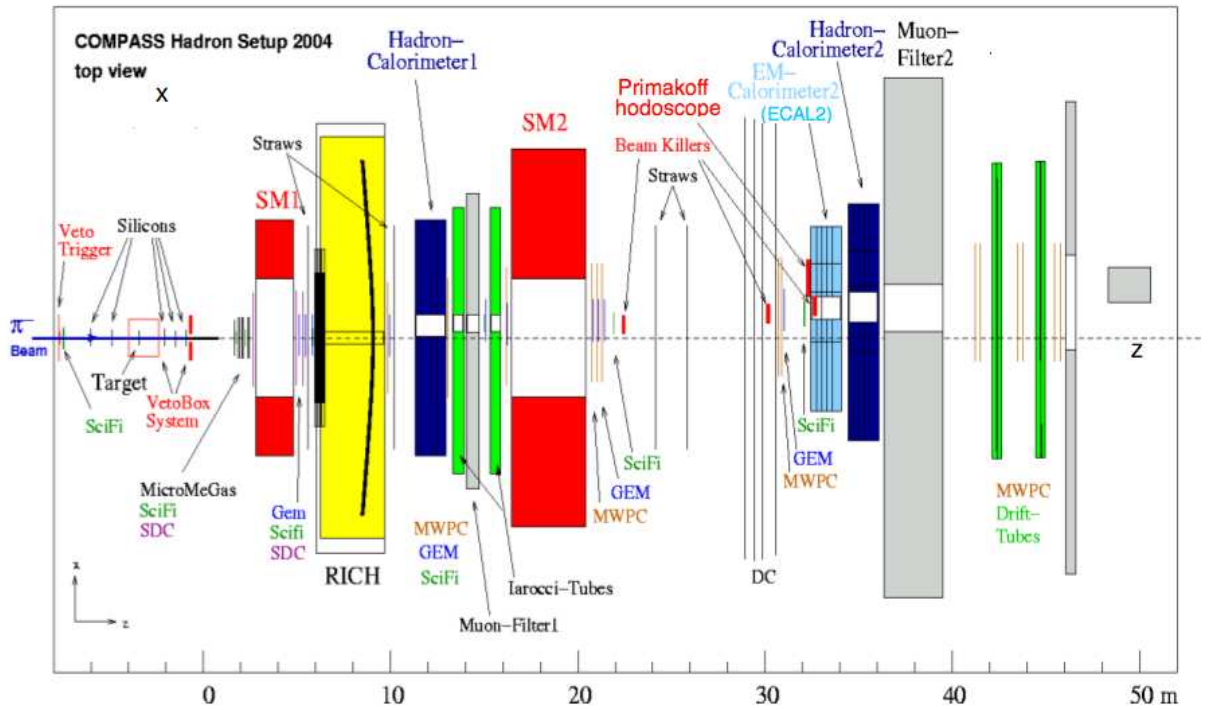 COMPASS Hadron Setup 2004
top view
X
Hadron-
Calorimeter1
Hadron-
Calorimeter2
Muon-
Filter2
EM-
Calorimeter2
(ECAL2)
Primakoff
hodoscope
SM2
Straws
Beam Killers
Straws
SM1
Silicons
Veto
Trigger
π-
Beam
Z
Target
VetoBox
System
SciFi
MicroMeGas
SciFi
SDC
Gem
Scifi
SDC
RICH
MWPC
GEM
SciFi
Iarocci-Tubes
Muon-Filter1
SciFi
GEM
MWPC
DC
SciFi
GEM
MWPC
MWPC
Drift-
Tubes
x
z
0 10 20 30 40 50 m